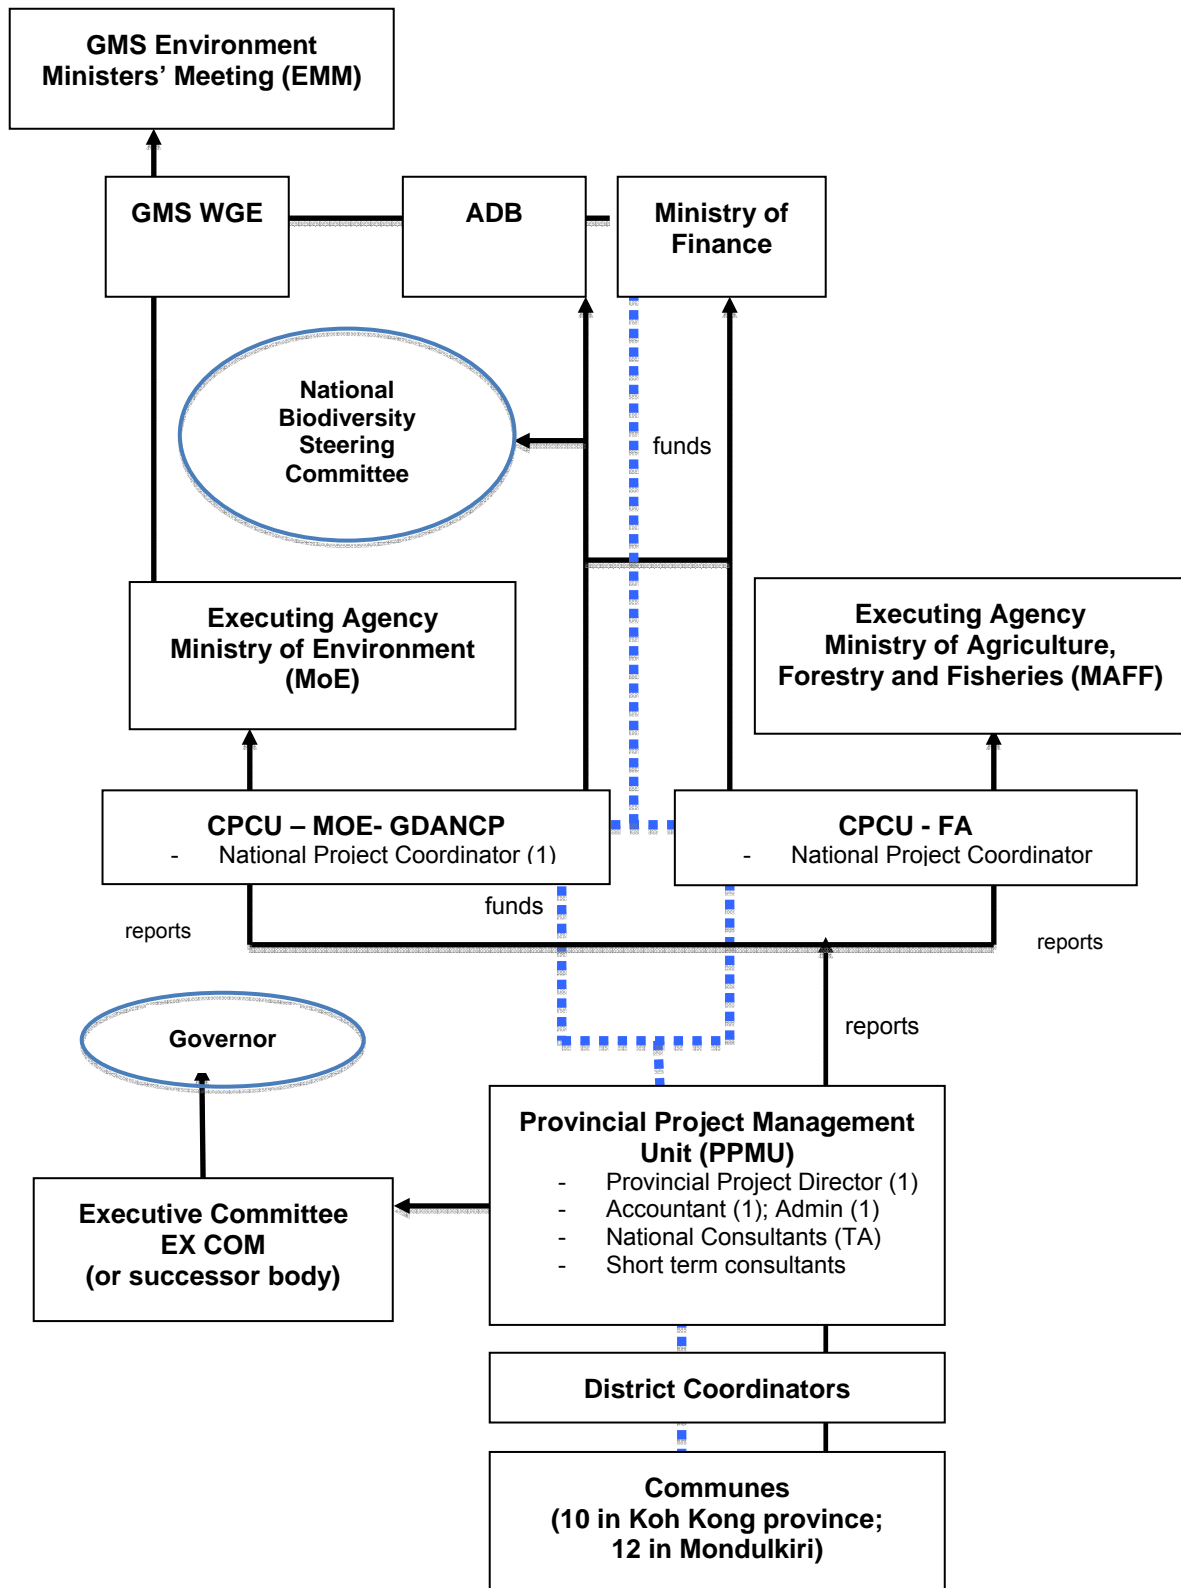 GMS Environment
Ministers’ Meeting (EMM)
GMS WGE
ADB
Ministry of
Finance
National
Biodiversity
Steering
Committee
funds
Executing Agency
Ministry of Environment
(MoE)
Executing Agency
Ministry of Agriculture,
Forestry and Fisheries (MAFF)
CPCU – MOE- GDANCP
- National Project Coordinator (1)
CPCU - FA
- National Project Coordinator
funds
reports
reports
reports
Governor
Provincial Project Management
Unit (PPMU)
- Provincial Project Director (1)
- Accountant (1); Admin (1)
- National Consultants (TA)
- Short term consultants
Executive Committee
EX COM
(or successor body)
District Coordinators
Communes
(10 in Koh Kong province;
12 in Mondulkiri)